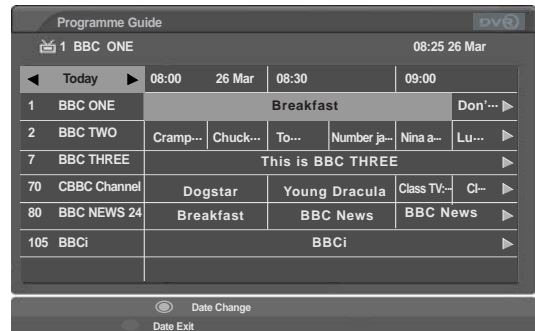 Programme Guide
DVR
1 BBC ONE 08:25 26 Mar
Today 08:00 26 Mar 08:30 09:00
1 BBC ONE Breakfast Don'...
2 BBC TWO Cramp... Chuck... To... Number ja... Nina a... Lu...
7 BBC THREE This is BBC THREE
70 CBBC Channel Dogstar Young Dracula Class TV:... Cl...
80 BBC NEWS 24 Breakfast BBC News BBC News
105 BBCi BBCi
Date Change
Date Exit